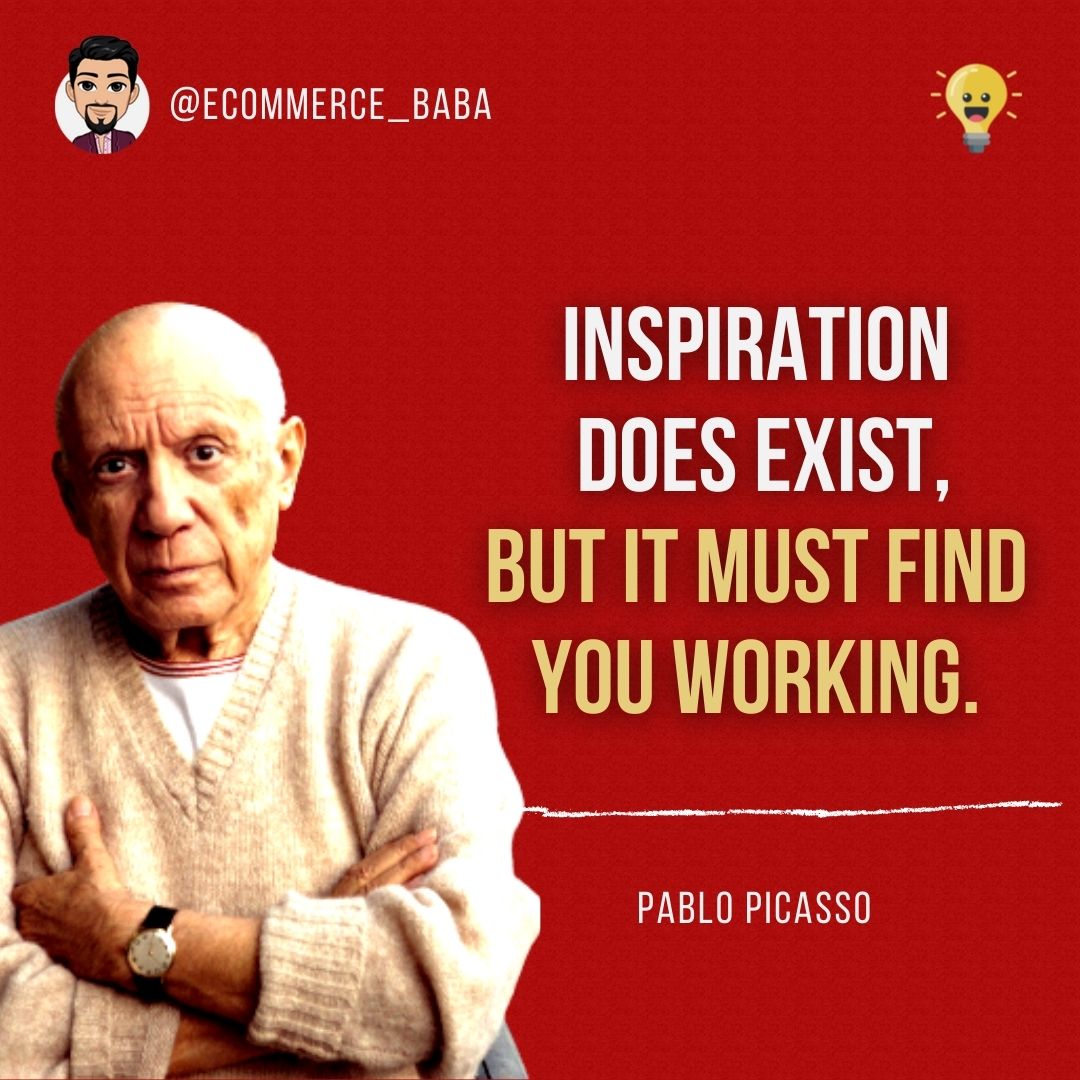 @ECOMMERCE_BABA
INSPIRATION
DOES EXIST,
BUT IT MUST FIND
YOU WORKING.
PABLO PICASSO